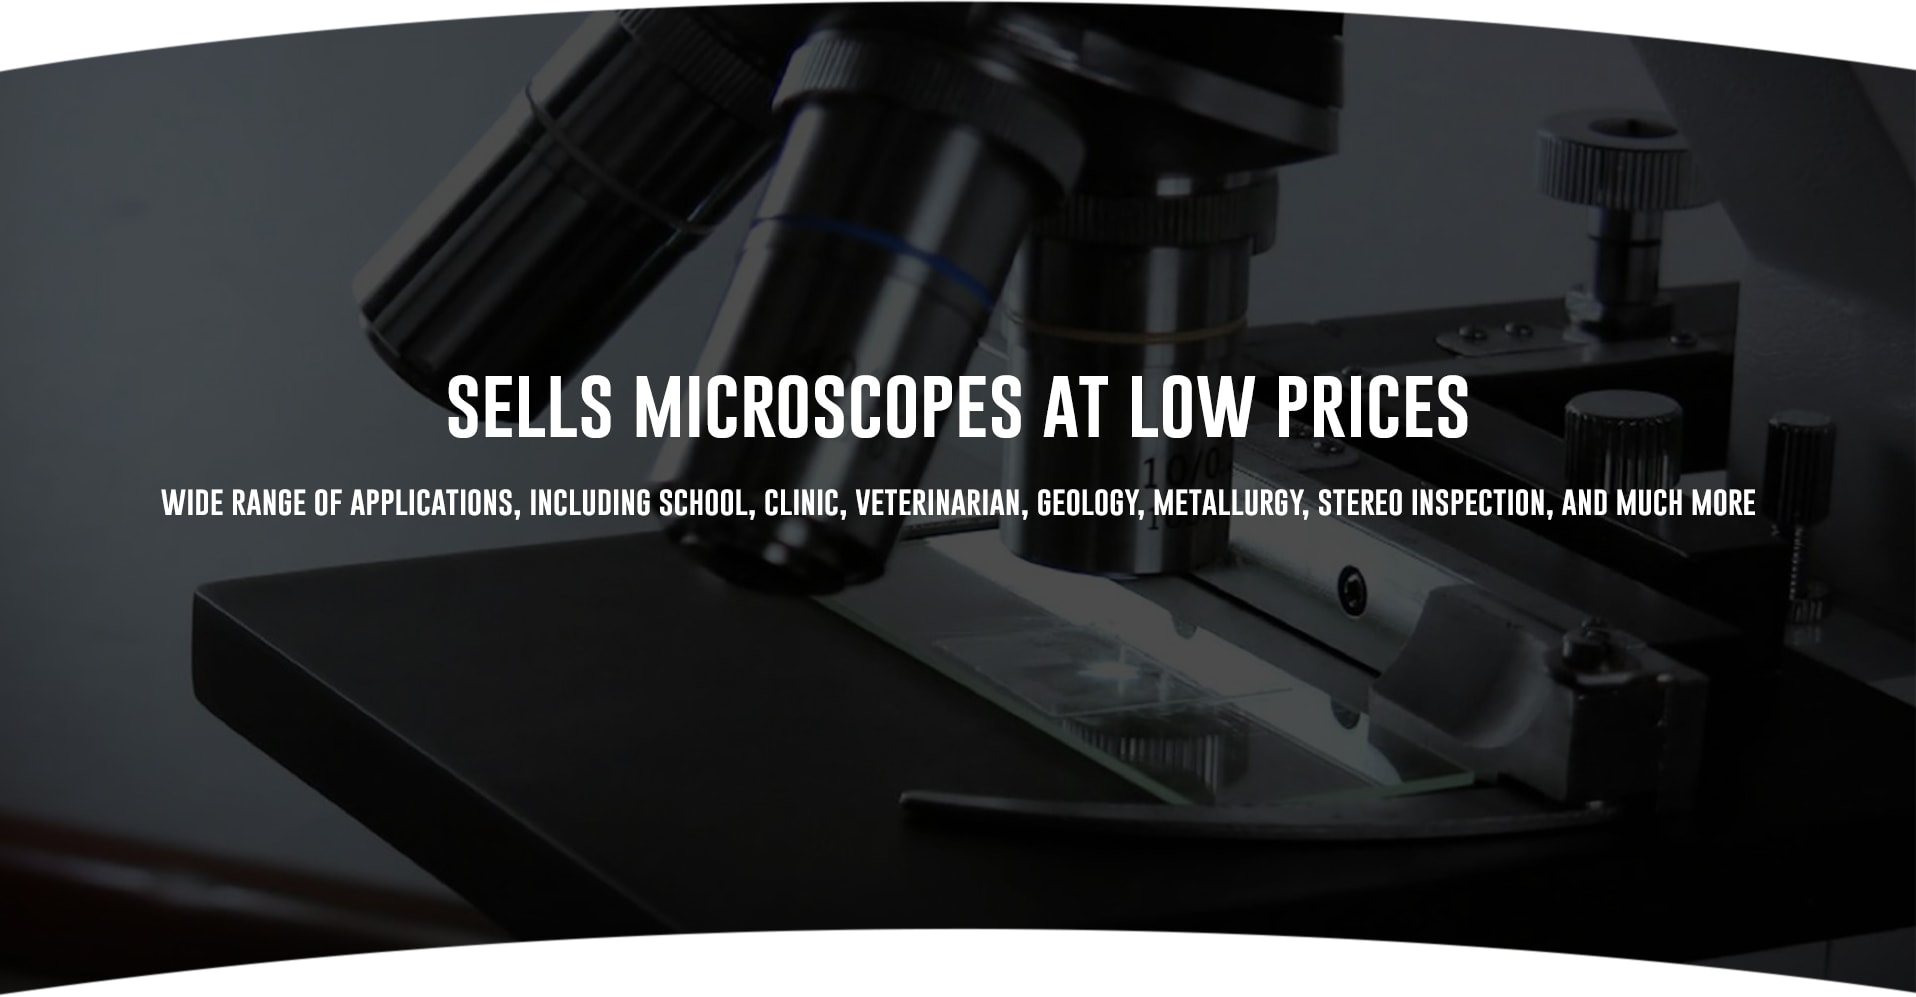 SELLS MICROSCOPES AT LOW PRICES
WIDE RANGE OF APPLICATIONS, INCLUDING SCHOOL, CLINIC, VETERINARIAN, GEOLOGY, METALLURGY, STEREO INSPECTION, AND MUCH MORE